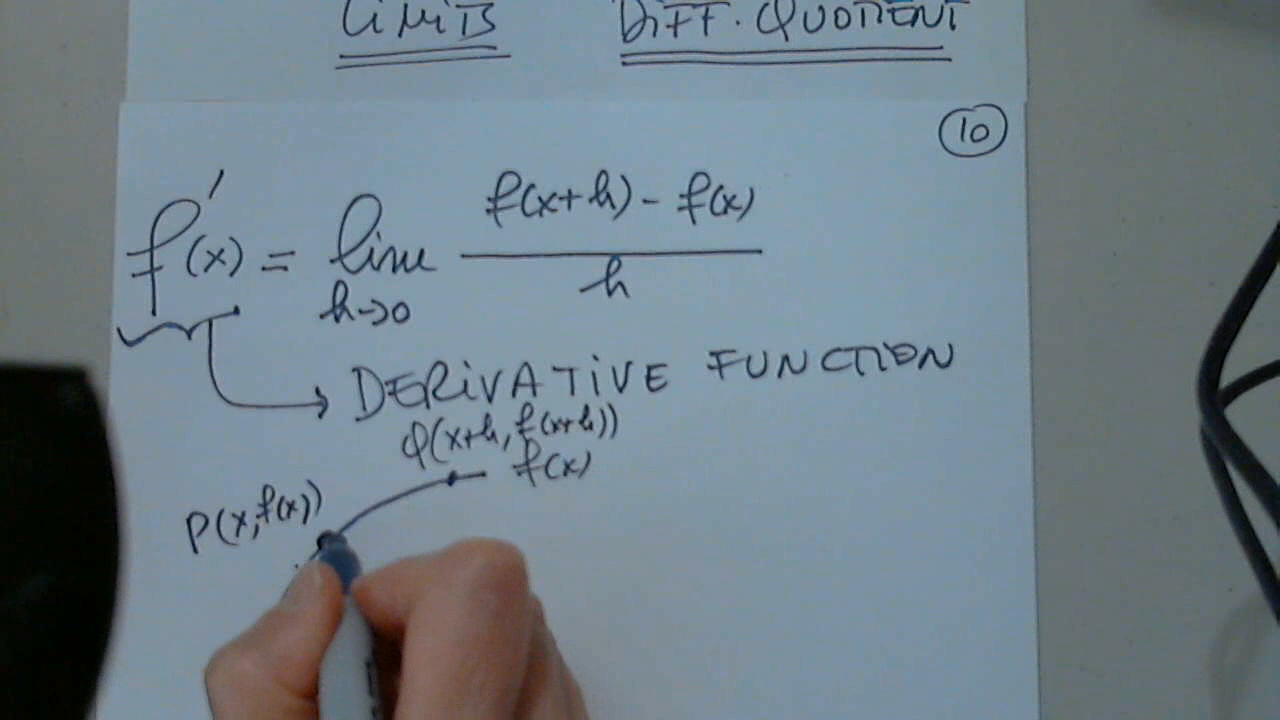 LIMITS DIFF. QUOTIENT
10
f'(x) = lim h→0 f(x+h) - f(x) / h
DERIVATIVE FUNCTION
Q(x+h, f(x+h))
f(x)
P(x, f(x))